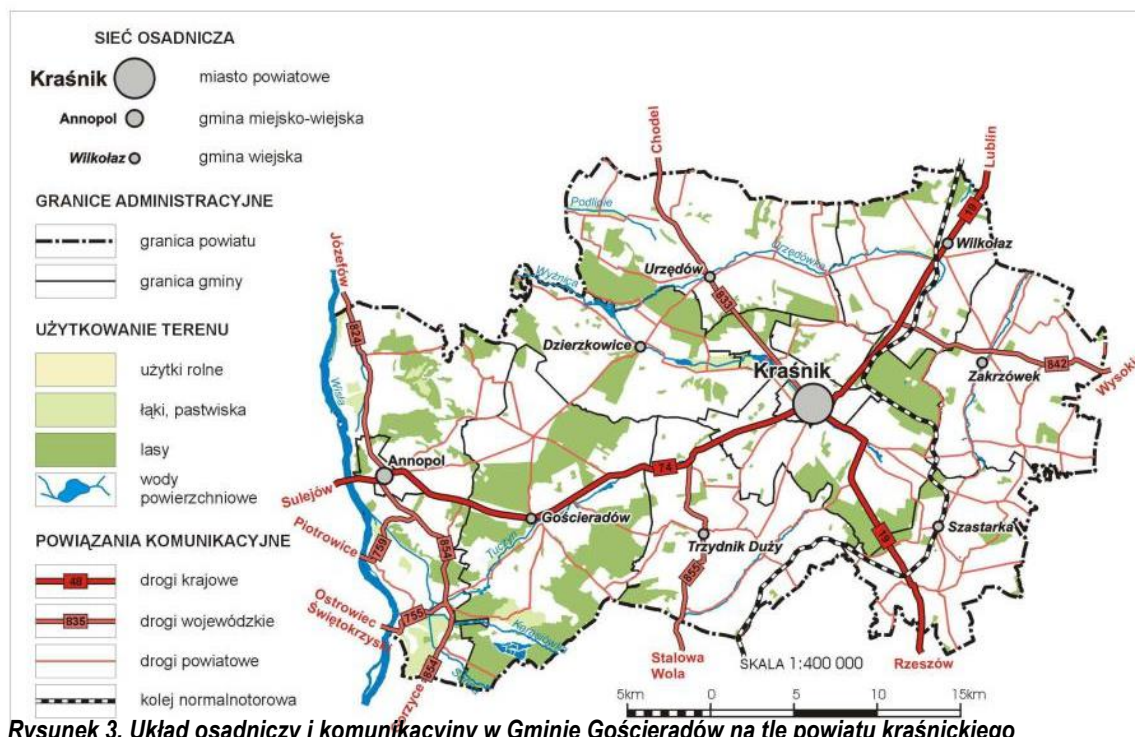 SIEĆ OSADNICZA
Kraśnik miasto powiatowe
Annopol gmina miejsko-wiejska
Wilkołaz gmina wiejska
GRANICE ADMINISTRACYJNE
granica powiatu
granica gminy
UŻYTKOWANIE TERENU
użytki rolne
łąki, pastwiska
lasy
wody
powierzchniowe
POWIĄZANIA KOMUNIKACYJNE
48 drogi krajowe
835 drogi wojewódzkie
drogi powiatowe
kolej normalnotorowa
Chodel
Lublin
19
Podlipie
Wilkołaz
Józefów
Urzędówka
Urzędów
Wyżnica
833
824
Dzierzkowice
842
Kraśnik
Zakrzówek
Wysokie
Wisła
Annopol
74
Sulejów
Gościeradów
Szastarka
Piotrowice
759
854
Tuczyn
Trzydnik Duży
19
855
Ostrowiec
Świętokrzyski
755
854
Stalowa
Wola
SKALA 1:400 000
Rzeszów
5km 0 5 10 15km
Rysunek 3. Układ osadniczy i komunikacyjny w Gminie Gościeradów na tle powiatu kraśnickiego